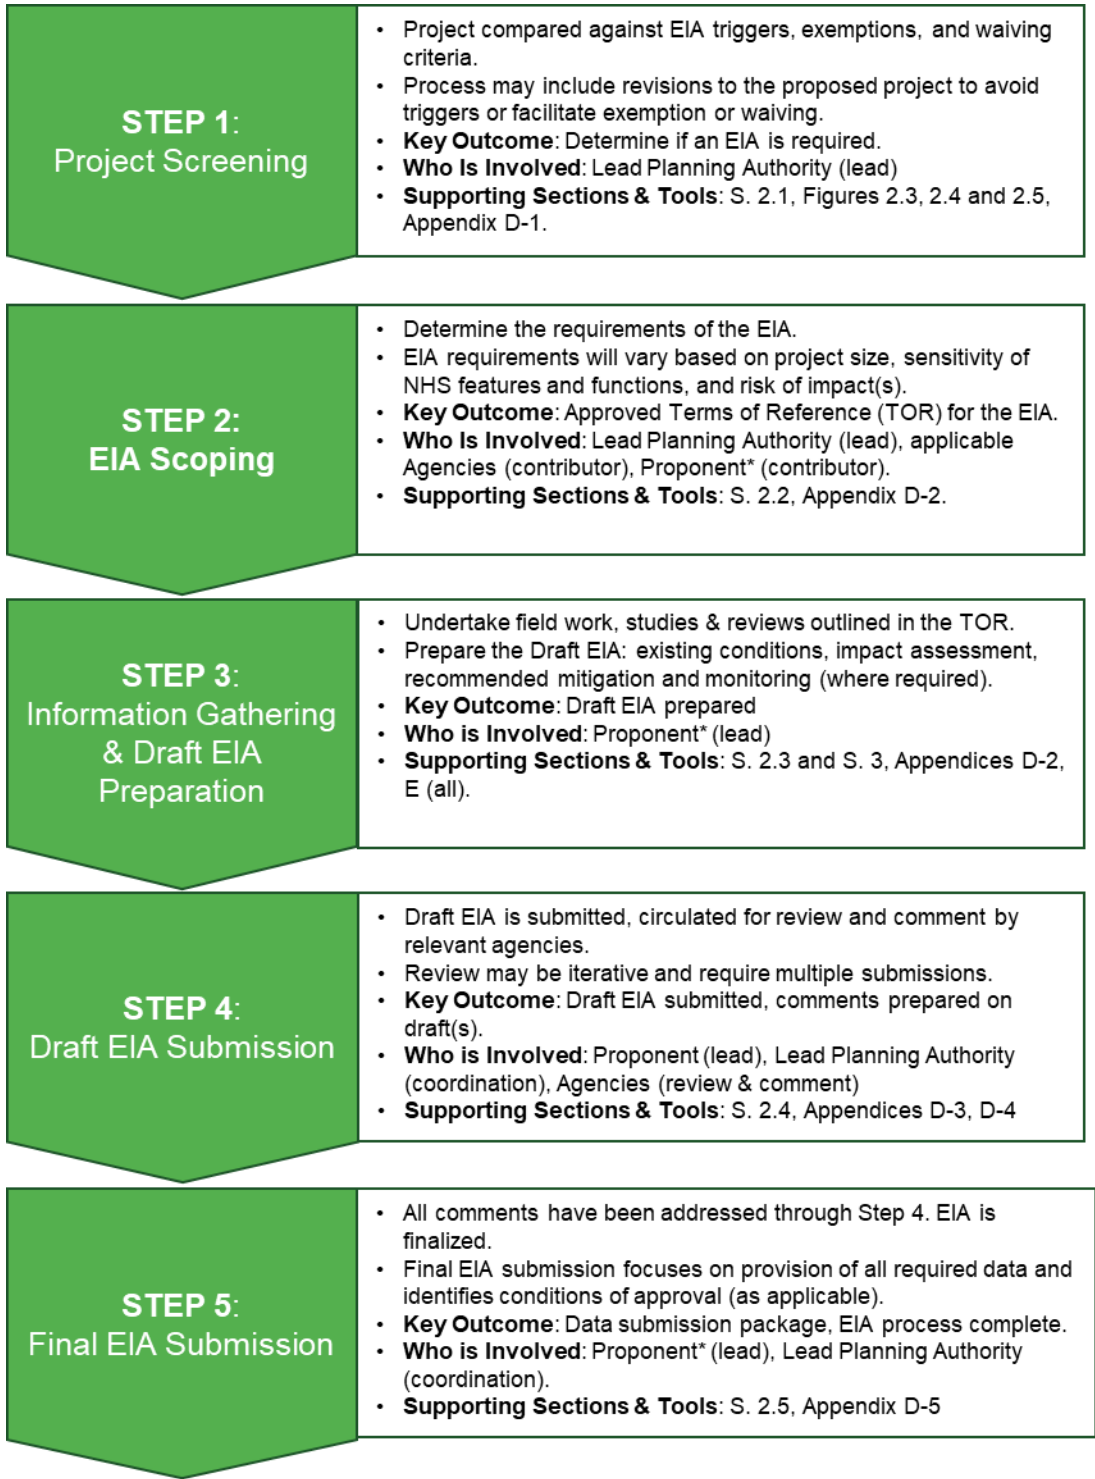 STEP 1:
Project Screening
• Project compared against EIA triggers, exemptions, and waiving
criteria.
• Process may include revisions to the proposed project to avoid
triggers or facilitate exemption or waiving.
• Key Outcome: Determine if an EIA is required.
• Who Is Involved: Lead Planning Authority (lead)
• Supporting Sections & Tools: S. 2.1, Figures 2.3, 2.4 and 2.5,
Appendix D-1.
STEP 2:
EIA Scoping
• Determine the requirements of the EIA.
• EIA requirements will vary based on project size, sensitivity of
NHS features and functions, and risk of impact(s).
• Key Outcome: Approved Terms of Reference (TOR) for the EIA.
• Who Is Involved: Lead Planning Authority (lead), applicable
Agencies (contributor), Proponent* (contributor).
• Supporting Sections & Tools: S. 2.2, Appendix D-2.
STEP 3:
Information Gathering
& Draft EIA
Preparation
• Undertake field work, studies & reviews outlined in the TOR.
• Prepare the Draft EIA: existing conditions, impact assessment,
recommended mitigation and monitoring (where required).
• Key Outcome: Draft EIA prepared
• Who is Involved: Proponent* (lead)
• Supporting Sections & Tools: S. 2.3 and S. 3, Appendices D-2,
E (all).
STEP 4:
Draft EIA Submission
• Draft EIA is submitted, circulated for review and comment by
relevant agencies.
• Review may be iterative and require multiple submissions.
• Key Outcome: Draft EIA submitted, comments prepared on
draft(s).
• Who is Involved: Proponent (lead), Lead Planning Authority
(coordination), Agencies (review & comment)
• Supporting Sections & Tools: S. 2.4, Appendices D-3, D-4
STEP 5:
Final EIA Submission
• All comments have been addressed through Step 4. EIA is
finalized.
• Final EIA submission focuses on provision of all required data and
identifies conditions of approval (as applicable).
• Key Outcome: Data submission package, EIA process complete.
• Who is Involved: Proponent* (lead), Lead Planning Authority
(coordination).
• Supporting Sections & Tools: S. 2.5, Appendix D-5